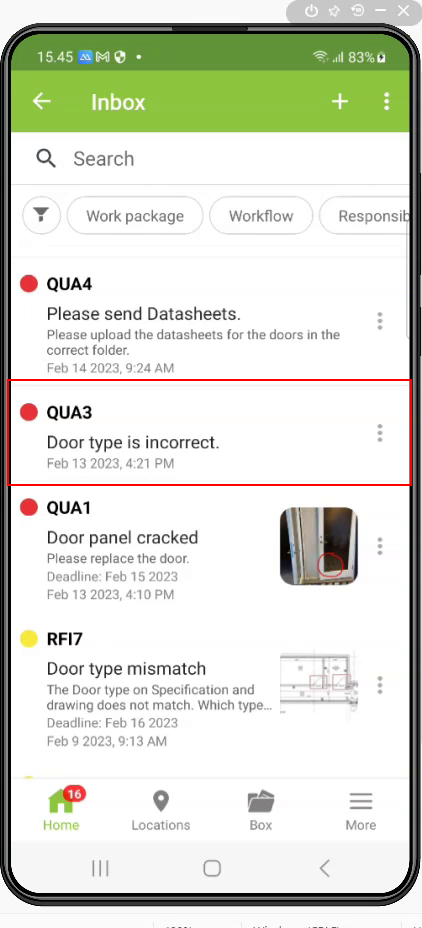 15.45 83%
Inbox
Search
Work package Workflow Responsib
QUA4
Please send Datasheets.
Please upload the datasheets for the doors in the
correct folder.
Feb 14 2023, 9:24 AM
QUA3
Door type is incorrect.
Feb 13 2023, 4:21 PM
QUA1
Door panel cracked
Please replace the door.
Deadline: Feb 15 2023
Feb 13 2023, 4:10 PM
RFI7
Door type mismatch
The Door type on Specification and
drawing does not match. Which type...
Deadline: Feb 16 2023
Feb 9 2023, 9:13 AM
16
Home Locations Box More